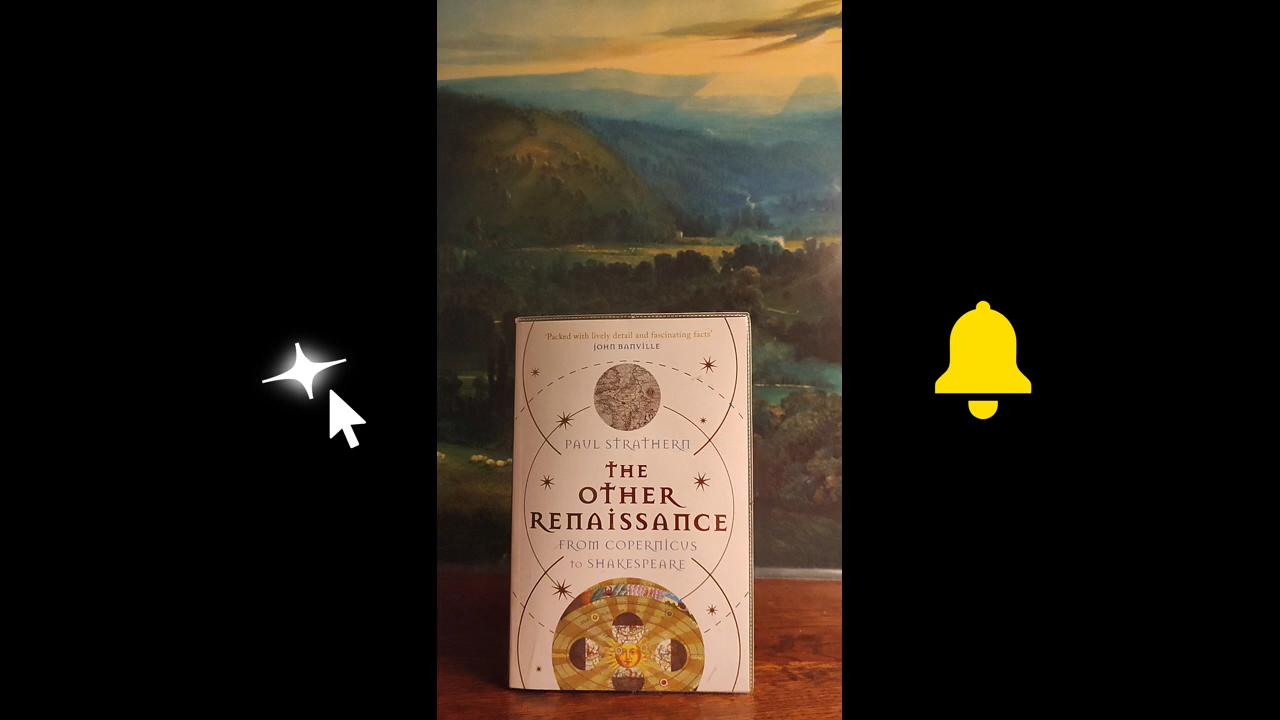 'Packed with lively detail and fascinating facts'
JOHN BANVILLE
PAUL STRATHERN
THE
OTHER
RENAISSANCE
FROM COPERNICUS
to SHAKESPEARE